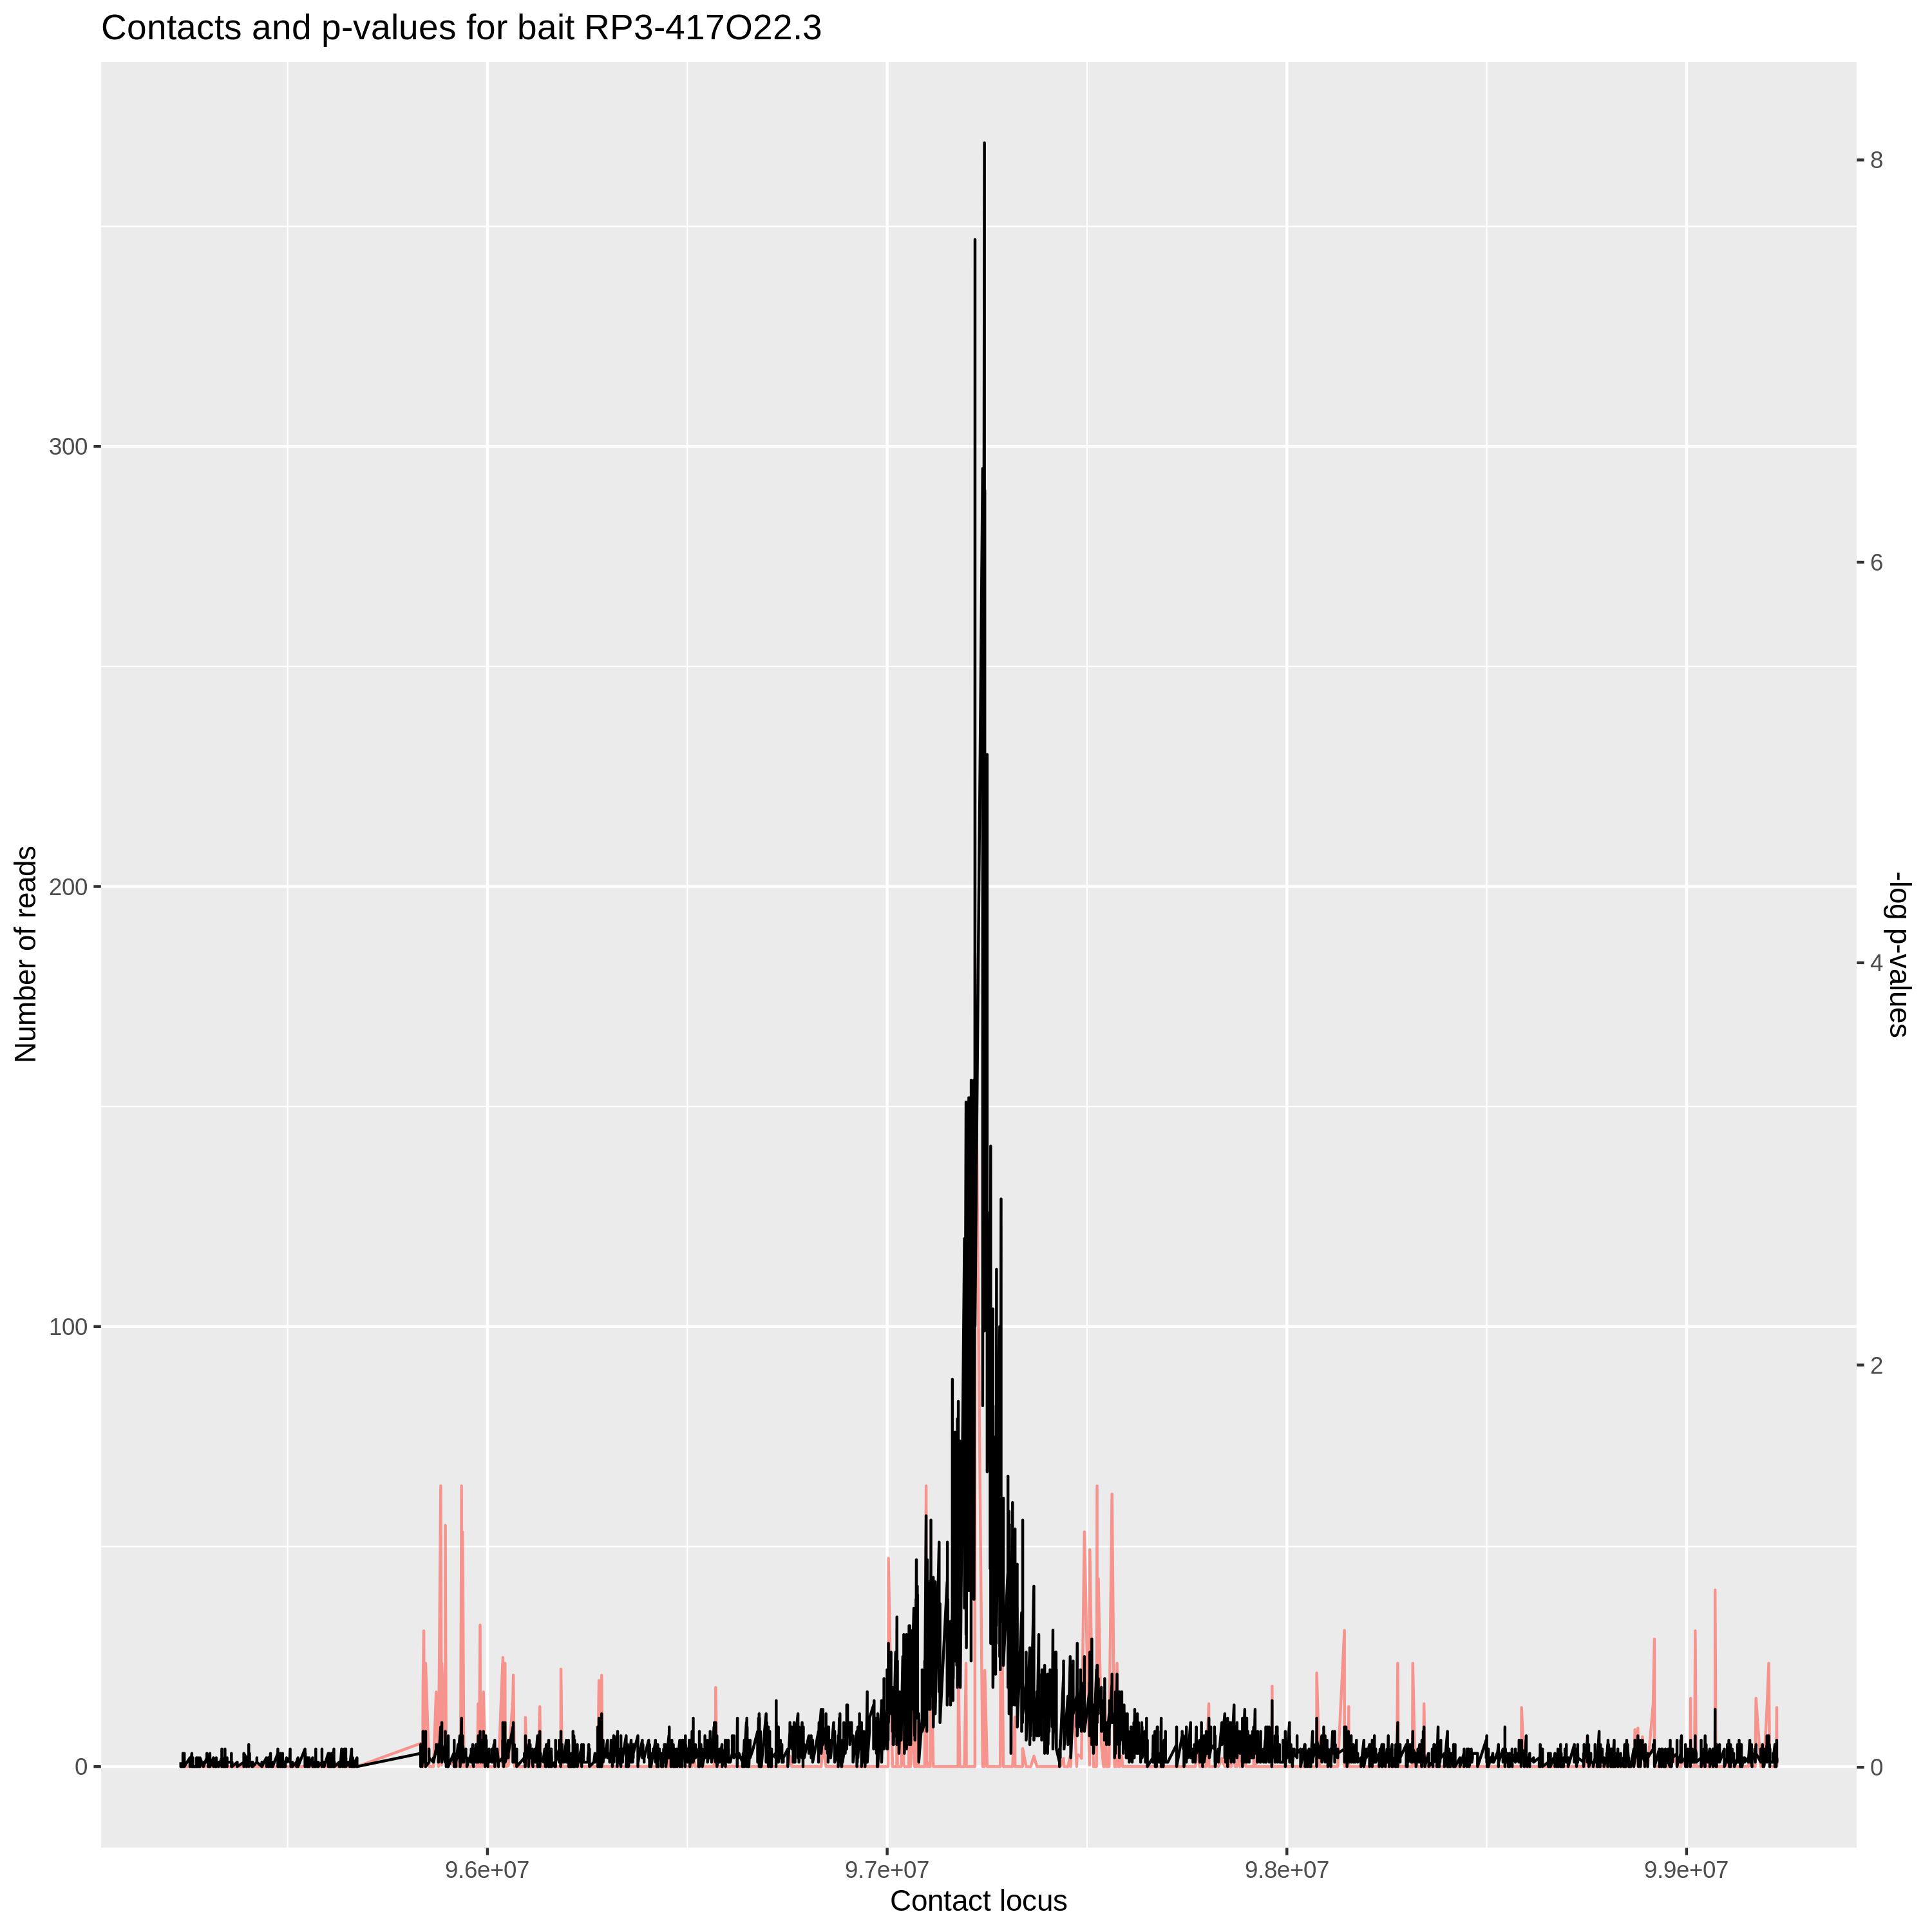 Contacts and p-values for bait RP3-417O22.3
Number of reads
300
200
100
0
8
6
4
2
0
-log p-values
9.6e+07
9.7e+07
9.8e+07
9.9e+07
Contact locus